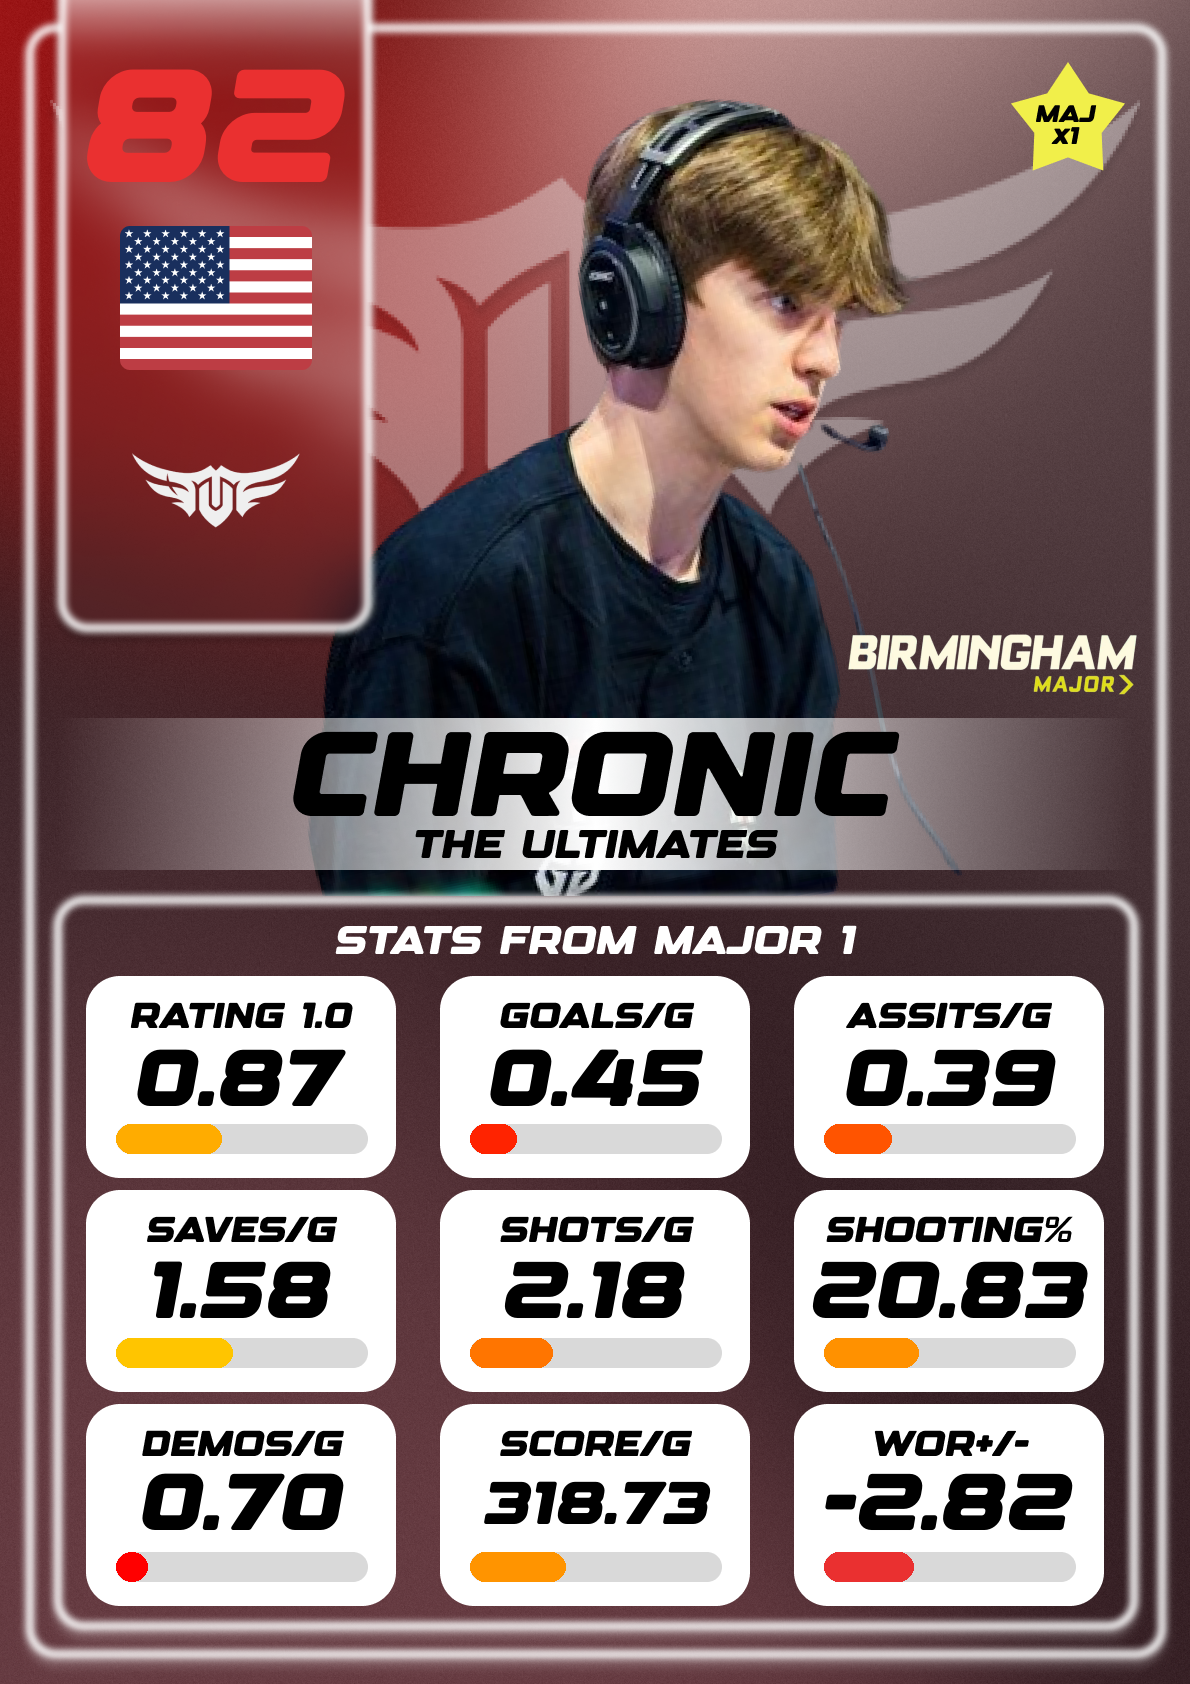 82
MAJ
X1
BIRMINGHAM
MAJOR
CHRONIC
THE ULTIMATES
STATS FROM MAJOR 1
RATING 1.0
0.87
GOALS/G
0.45
ASSITS/G
0.39
SAVES/G
1.58
SHOTS/G
2.18
SHOOTING%
20.83
DEMOS/G
0.70
SCORE/G
318.73
WOR+/-
-2.82